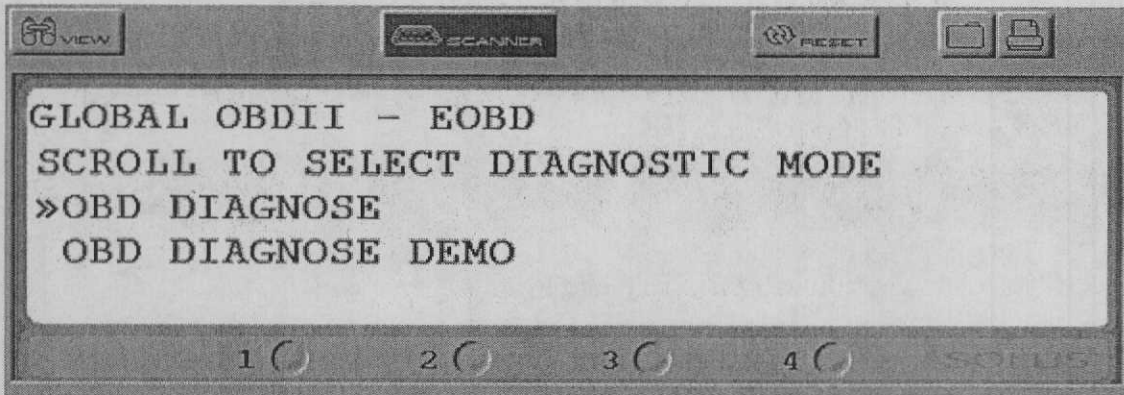 VIEW SCANNER RESET
GLOBAL OBDII - EOBD
SCROLL TO SELECT DIAGNOSTIC MODE
»OBD DIAGNOSE
OBD DIAGNOSE DEMO
1 2 3 4 SOLUS